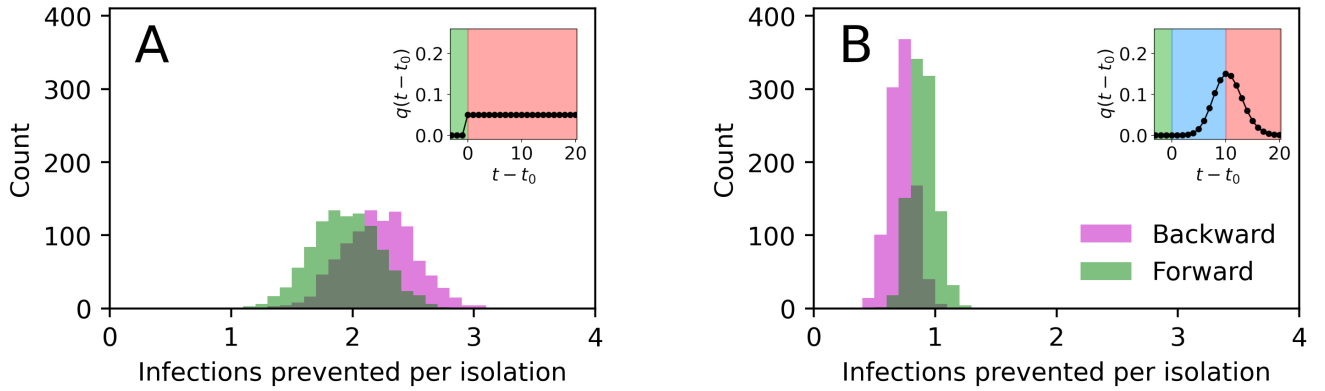 A
400
300
200
100
0
Count
0 1 2 3 4
Infections prevented per isolation
q(t − t₀)
0.2
0.1
0.0
0 10 20
t − t₀
B
400
300
200
100
0
Count
0 1 2 3 4
Infections prevented per isolation
q(t − t₀)
0.2
0.1
0.0
0 10 20
t − t₀
Backward
Forward